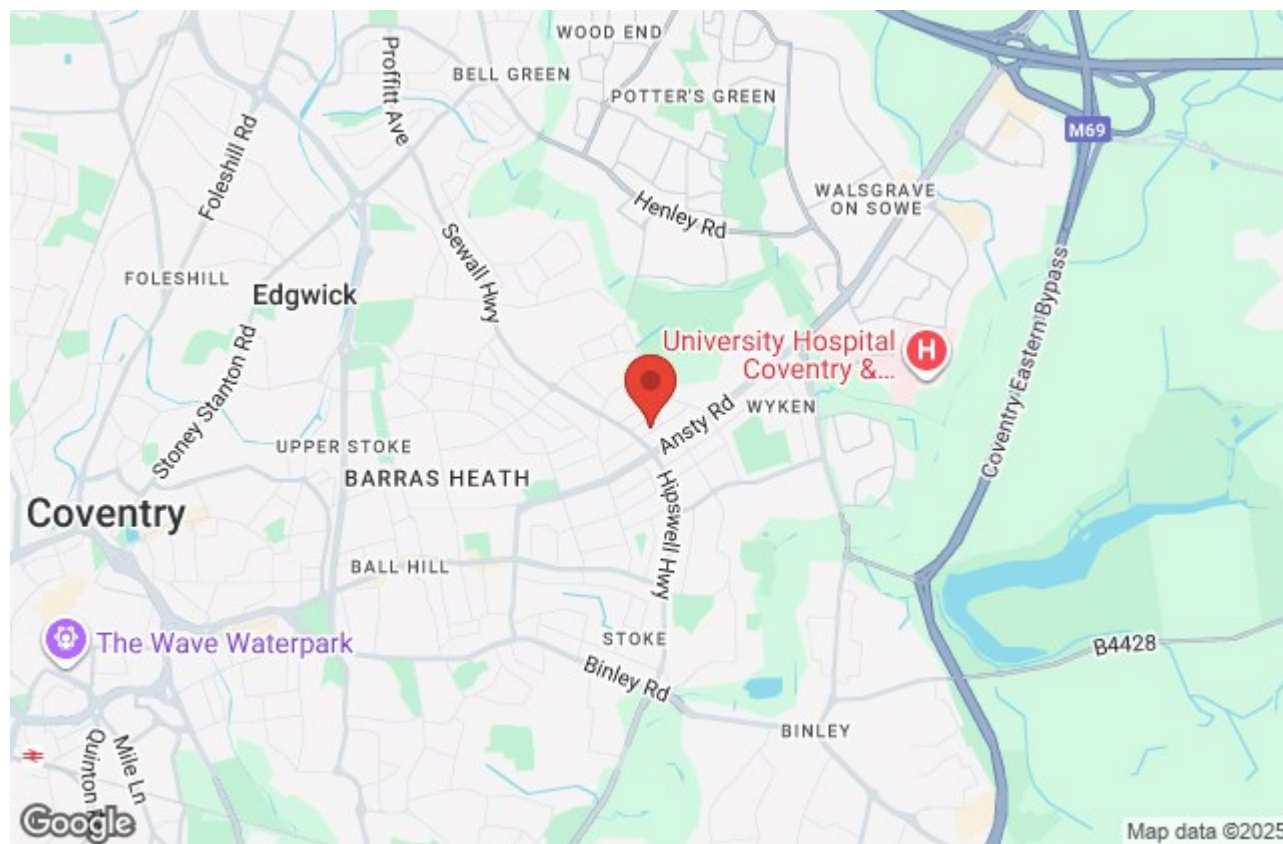 WOOD END
BELL GREEN
POTTER'S GREEN
Proffitt Ave
M69
Foleshill Rd
WALSGRAVE
ON SOWE
Henley Rd
Sewall Hwy
FOLESHILL
Edgwick
Coventry Eastern Bypass
University Hospital
Coventry &...
H
Stoney Stanton Rd
WYKEN
Ansty Rd
UPPER STOKE
BARRAS HEATH
Hipswell Hwy
Coventry
BALL HILL
The Wave Waterpark
STOKE
B4428
Binley Rd
BINLEY
Mile Ln
Quinton
Google
Map data ©2025